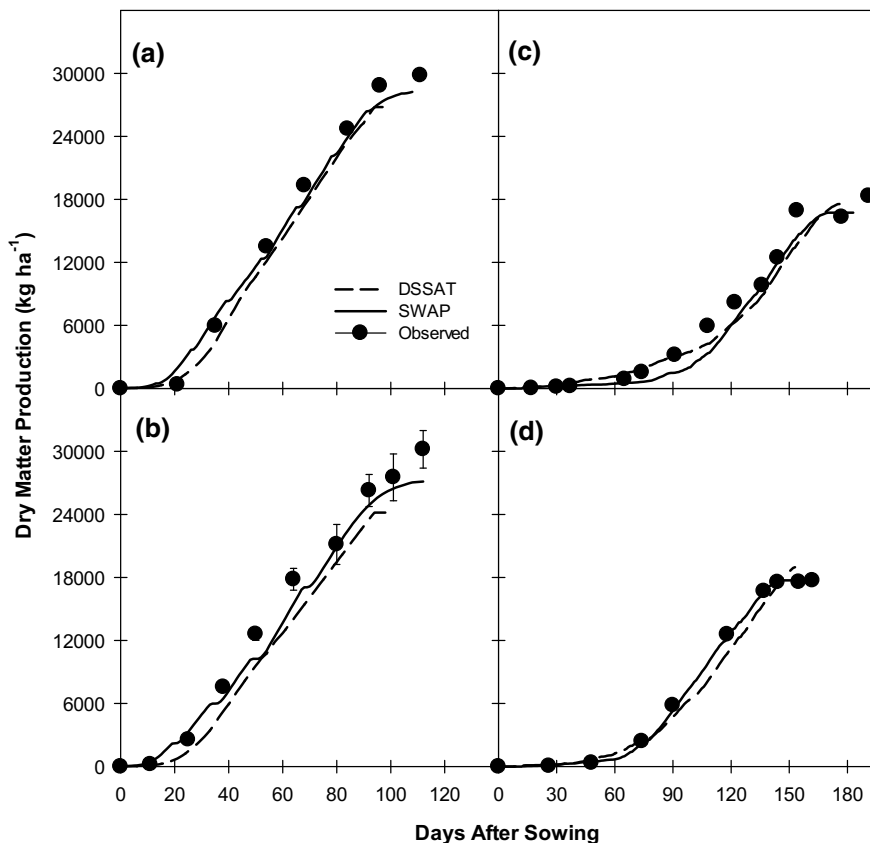 (a)
(c)
30000
24000
18000
12000
6000
0
DSSAT
SWAP
Observed
Dry Matter Production (kg ha⁻¹)
(b)
(d)
30000
24000
18000
12000
6000
0
0 20 40 60 80 100 120 0 30 60 90 120 150 180
Days After Sowing